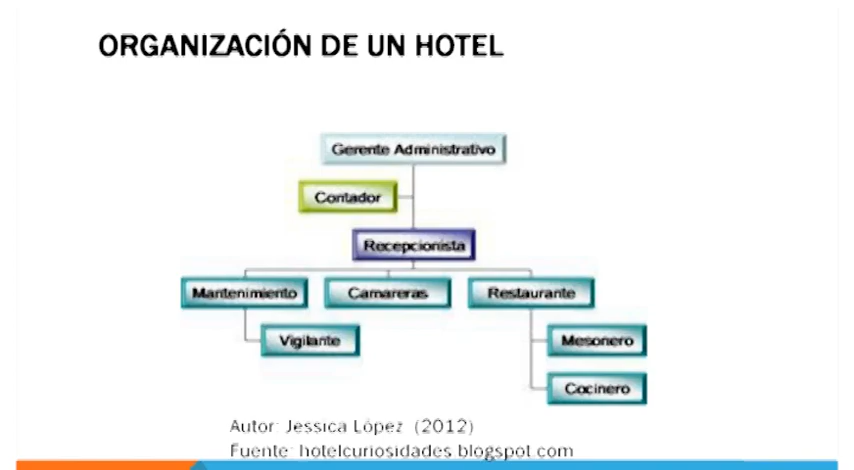 ORGANIZACIÓN DE UN HOTEL
Gerente Administrativo
Contador
Recepcionista
Mantenimiento
Camareras
Restaurante
Vigilante
Mesonero
Cocinero
Autor: Jessica López (2012)
Fuente: hotelcuriosidades.blogspot.com